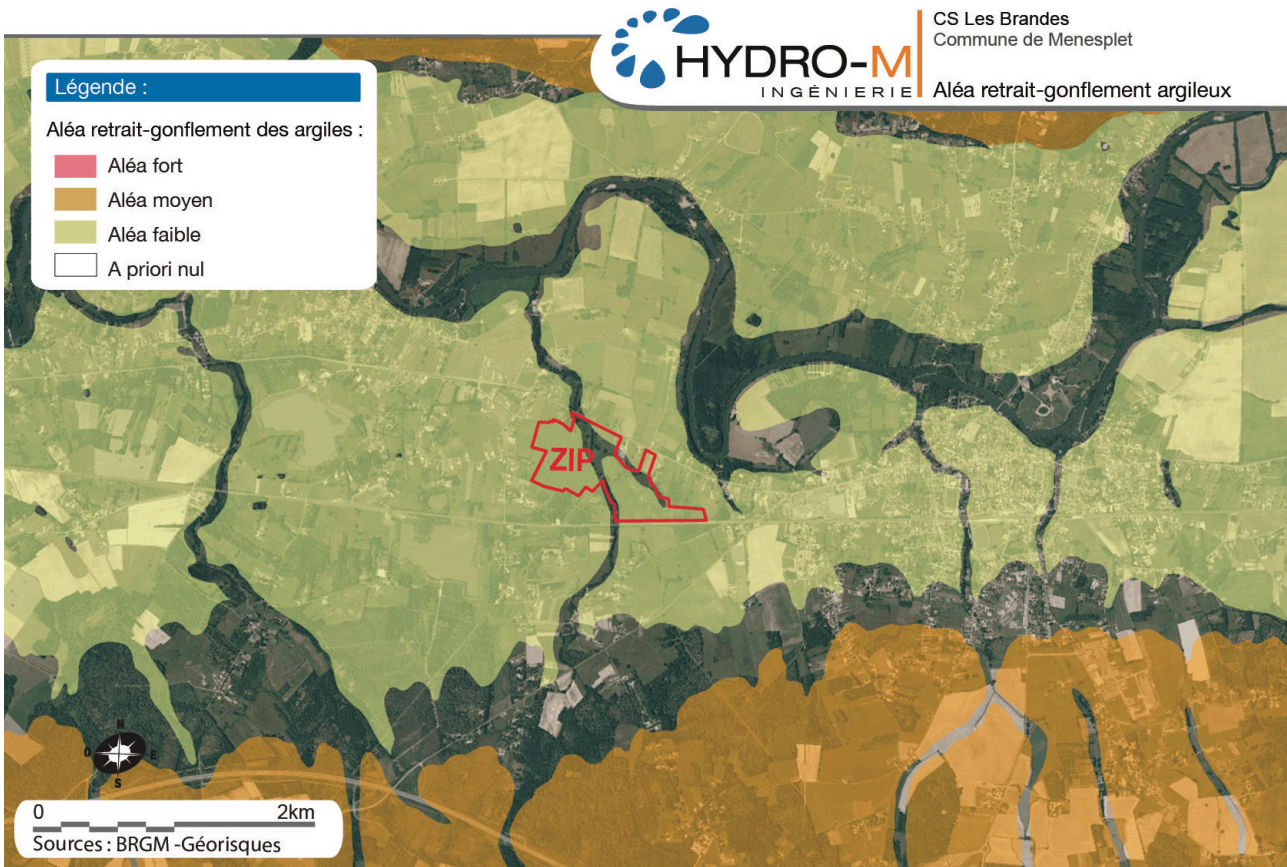 HYDRO-M
INGÉNIERIE
CS Les Brandes
Commune de Menesplet
Aléa retrait-gonflement argileux
Légende :
Aléa retrait-gonflement des argiles :
Aléa fort
Aléa moyen
Aléa faible
A priori nul
ZIP
N
O
E
S
0 2km
Sources : BRGM -Géorisques